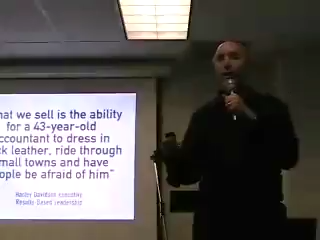 hat we sell is the ability
for a 43-year-old
ccountant to dress in
ck leather, ride through
mall towns and have
ople be afraid of him”
Harley Davidson Executive
Results Based Leadership